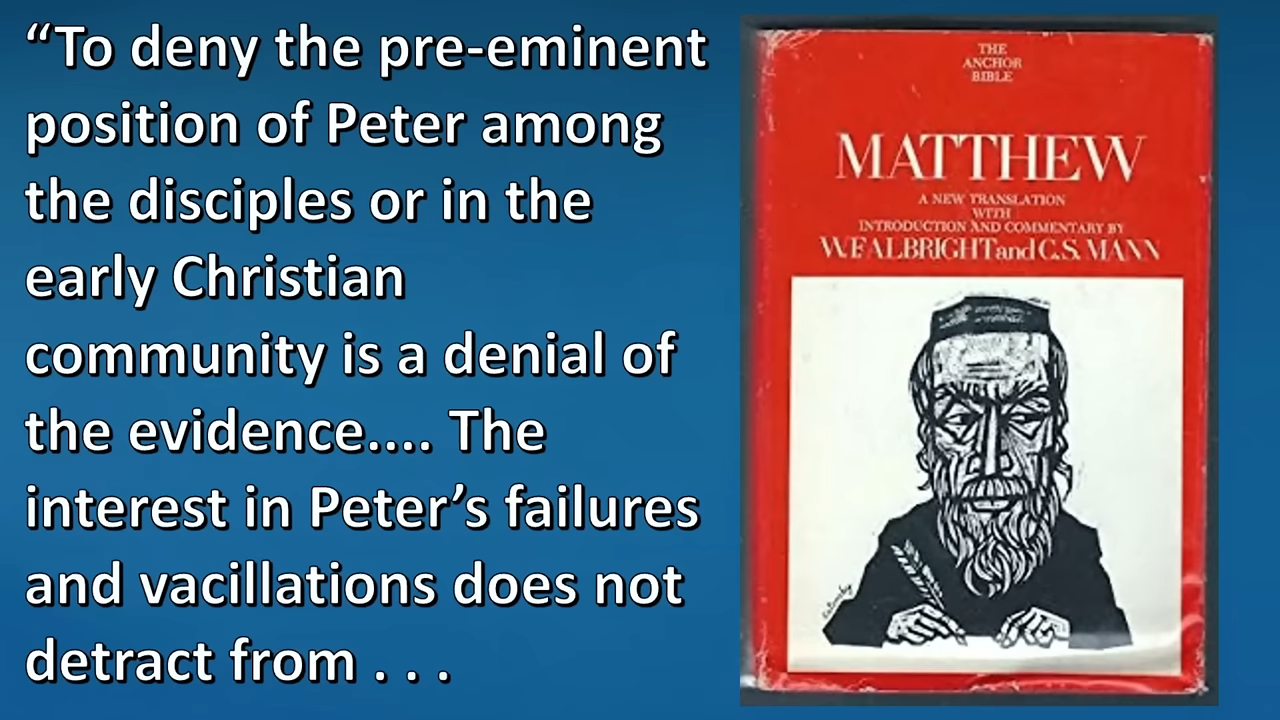 “To deny the pre-eminent
position of Peter among
the disciples or in the
early Christian
community is a denial of
the evidence.... The
interest in Peter’s failures
and vacillations does not
detract from . . .
THE
ANCHOR
BIBLE
MATTHEW
A NEW TRANSLATION
WITH
INTRODUCTION AND COMMENTARY BY
W.F. ALBRIGHT and C.S. MANN